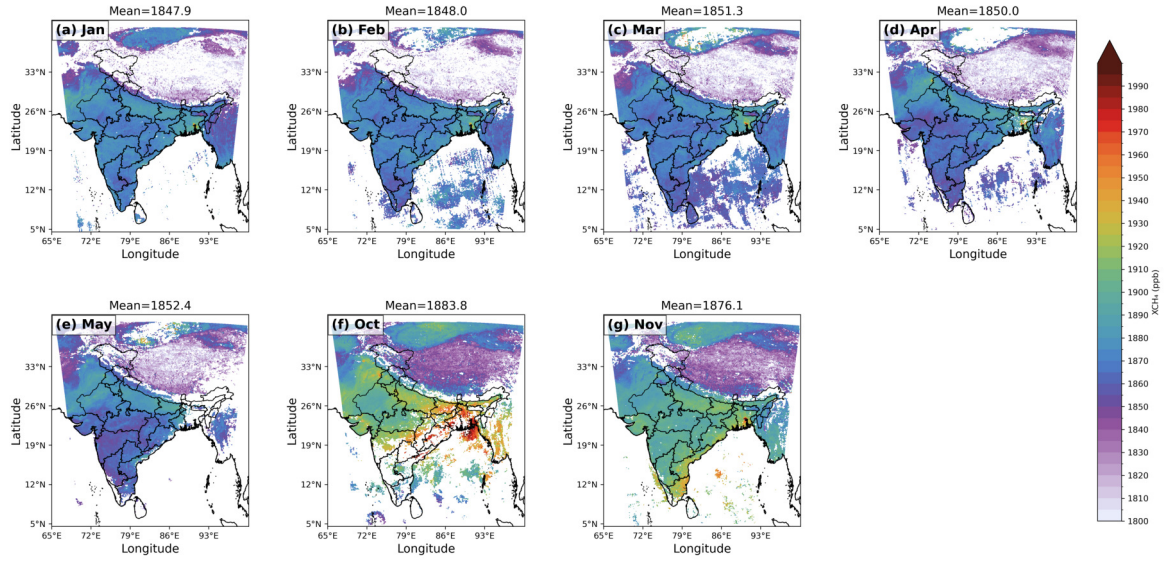 Mean=1847.9
(a) Jan
33°N
26°N
19°N
12°N
5°N
65°E 72°E 79°E 86°E 93°E
Latitude
Longitude
Mean=1848.0
(b) Feb
33°N
26°N
19°N
12°N
5°N
65°E 72°E 79°E 86°E 93°E
Latitude
Longitude
Mean=1851.3
(c) Mar
33°N
26°N
19°N
12°N
5°N
65°E 72°E 79°E 86°E 93°E
Latitude
Longitude
Mean=1850.0
(d) Apr
33°N
26°N
19°N
12°N
5°N
65°E 72°E 79°E 86°E 93°E
Latitude
Longitude
Mean=1852.4
(e) May
33°N
26°N
19°N
12°N
5°N
65°E 72°E 79°E 86°E 93°E
Latitude
Longitude
Mean=1883.8
(f) Oct
33°N
26°N
19°N
12°N
5°N
65°E 72°E 79°E 86°E 93°E
Latitude
Longitude
Mean=1876.1
(g) Nov
33°N
26°N
19°N
12°N
5°N
65°E 72°E 79°E 86°E 93°E
Latitude
Longitude
1990
1980
1970
1960
1950
1940
1930
1920
1910
1900
1890
1880
1870
1860
1850
1840
1830
1820
1810
1800
XCH₄ (ppb)